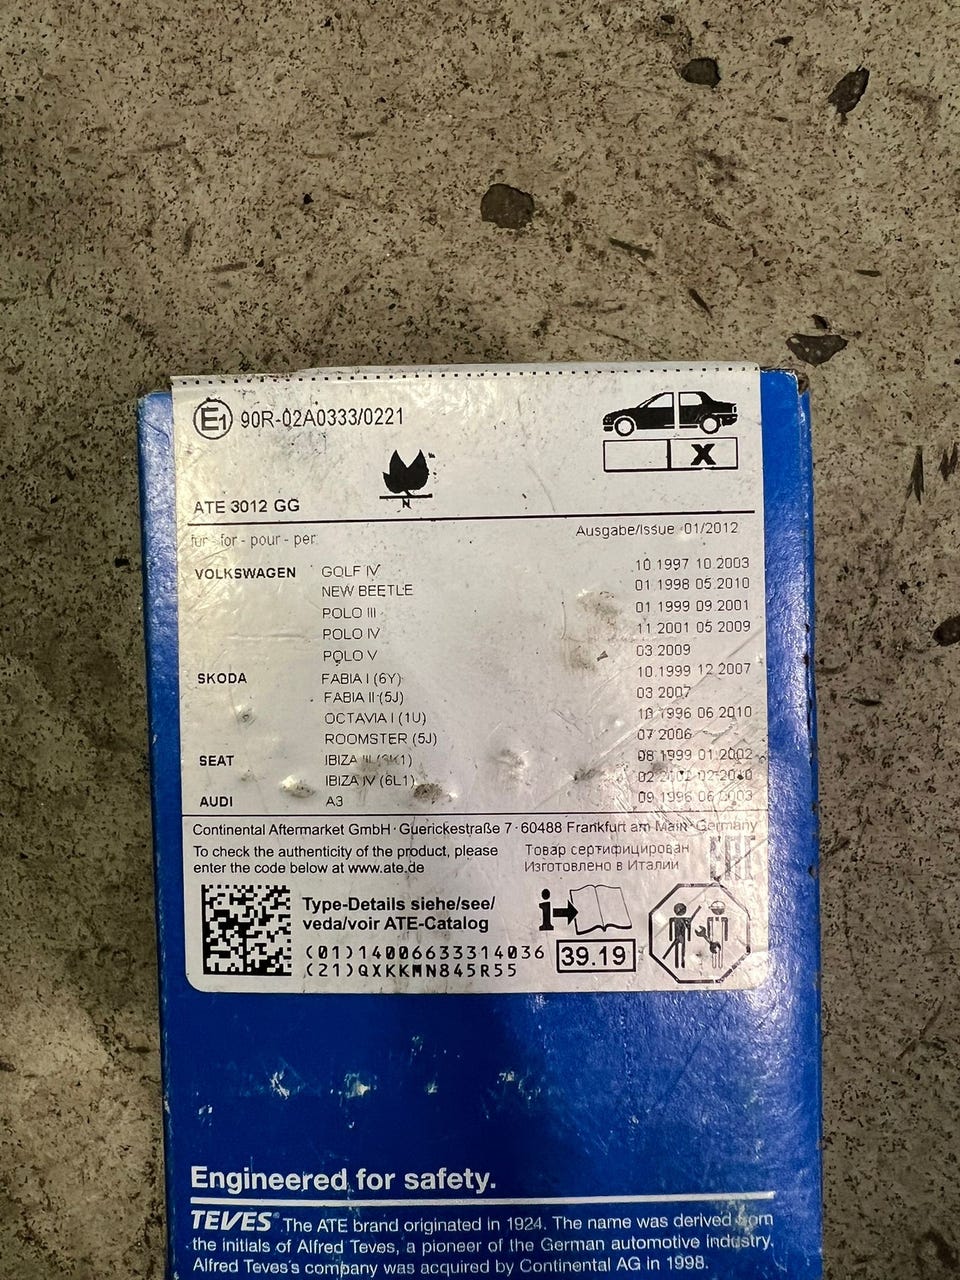 E1 90R-02A0333/0221
X
N
ATE 3012 GG
für - for - pour - per
Ausgabe/Issue 01/2012
VOLKSWAGEN GOLF IV 10.1997 10.2003
NEW BEETLE 01.1998 05.2010
POLO III 01.1999 09.2001
POLO IV 11.2001 05.2009
POLO V 03.2009
SKODA FABIA I (6Y) 10.1999 12.2007
FABIA II (5J) 03.2007
OCTAVIA I (1U) 10.1996 06.2010
ROOMSTER (5J) 07.2006
SEAT IBIZA III (6K1) 08.1999 01.2002
IBIZA IV (6L1)
AUDI A3 09.1996 06.2003
Continental Aftermarket GmbH · Guerickestraße 7 · 60488 Frankfurt am Main · Germany
To check the authenticity of the product, please
enter the code below at www.ate.de
Товар сертифицирован
Изготовлено в Италии
EAC
Type-Details siehe/see/
veda/voir ATE-Catalog
(01)14006633314036
(21)QXKKMN845R55
i
39.19
Engineered for safety.
TEVES The ATE brand originated in 1924. The name was derived from
the initials of Alfred Teves, a pioneer of the German automotive industry.
Alfred Teves's company was acquired by Continental AG in 1998.